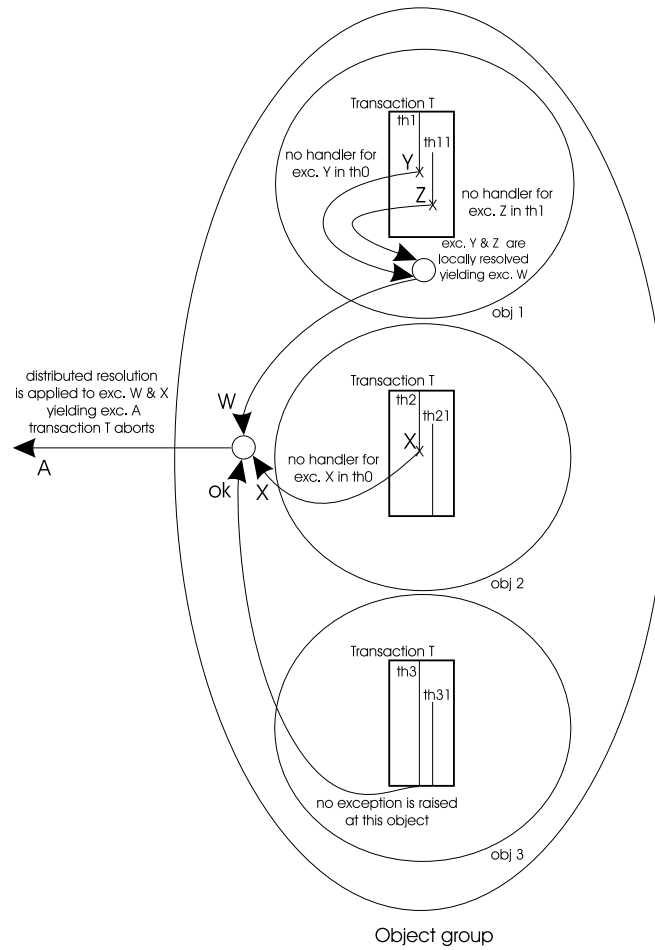 Transaction T
th1
th11
no handler for
exc. Y in th0
Y
Z
no handler for
exc. Z in th1
exc. Y & Z are
locally resolved
yielding exc. W
obj 1
distributed resolution
is applied to exc. W & X
yielding exc. A
transaction T aborts
A
W
ok
X
Transaction T
th2
th21
X
no handler for
exc. X in th0
obj 2
Transaction T
th3
th31
no exception is raised
at this object
obj 3
Object group